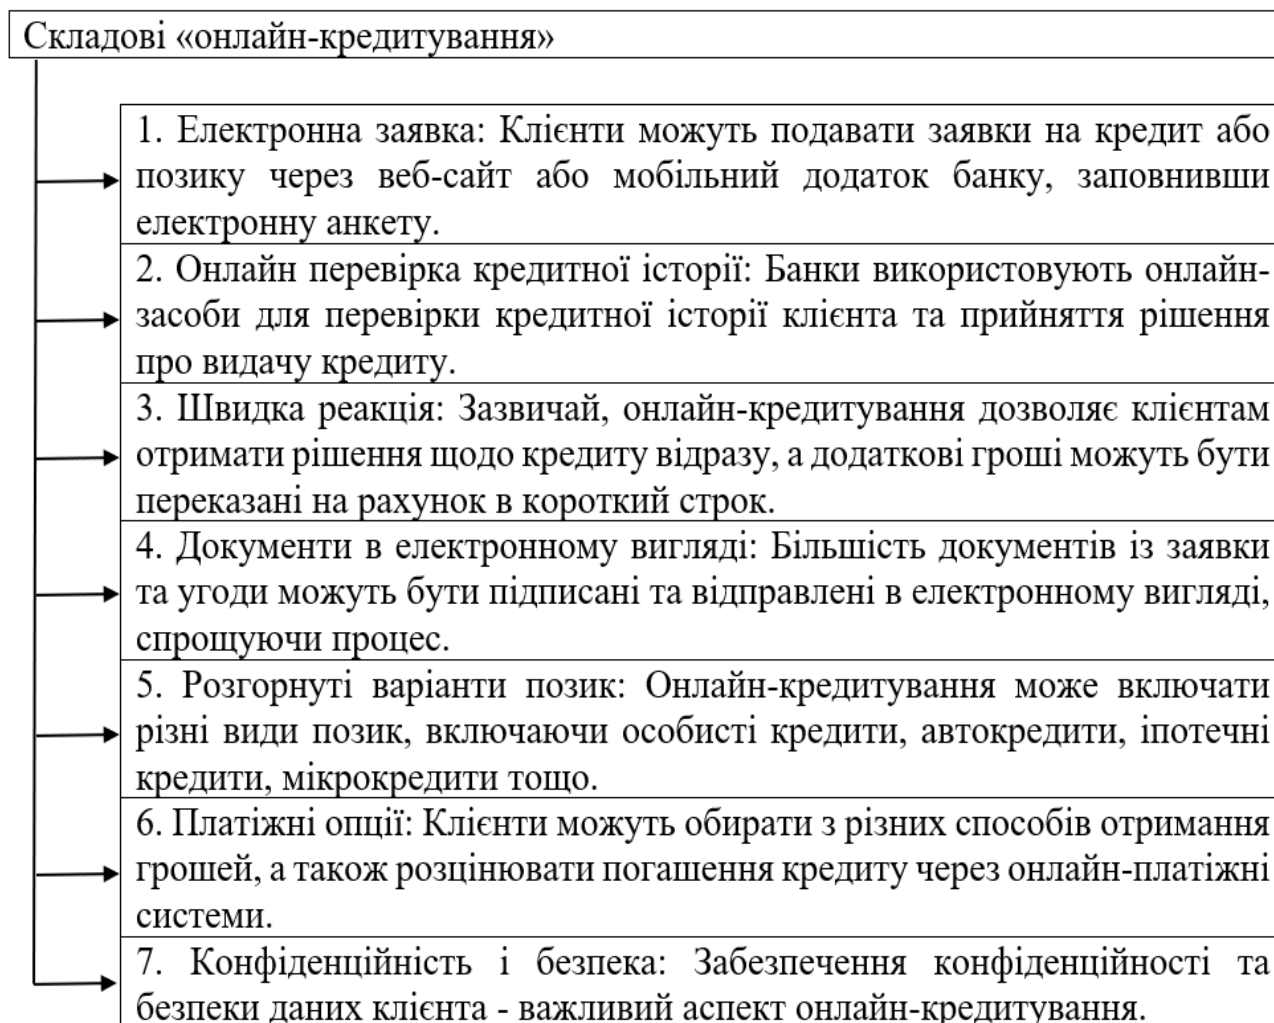 Складові «онлайн-кредитування»
1. Електронна заявка: Клієнти можуть подавати заявки на кредит або
позику через веб-сайт або мобільний додаток банку, заповнивши
електронну анкету.
2. Онлайн перевірка кредитної історії: Банки використовують онлайн-
засоби для перевірки кредитної історії клієнта та прийняття рішення
про видачу кредиту.
3. Швидка реакція: Зазвичай, онлайн-кредитування дозволяє клієнтам
отримати рішення щодо кредиту відразу, а додаткові гроші можуть бути
переказані на рахунок в короткий строк.
4. Документи в електронному вигляді: Більшість документів із заявки
та угоди можуть бути підписані та відправлені в електронному вигляді,
спрощуючи процес.
5. Розгорнуті варіанти позик: Онлайн-кредитування може включати
різні види позик, включаючи особисті кредити, автокредити, іпотечні
кредити, мікрокредити тощо.
6. Платіжні опції: Клієнти можуть обирати з різних способів отримання
грошей, а також розцінювати погашення кредиту через онлайн-платіжні
системи.
7. Конфіденційність і безпека: Забезпечення конфіденційності та
безпеки даних клієнта - важливий аспект онлайн-кредитування.